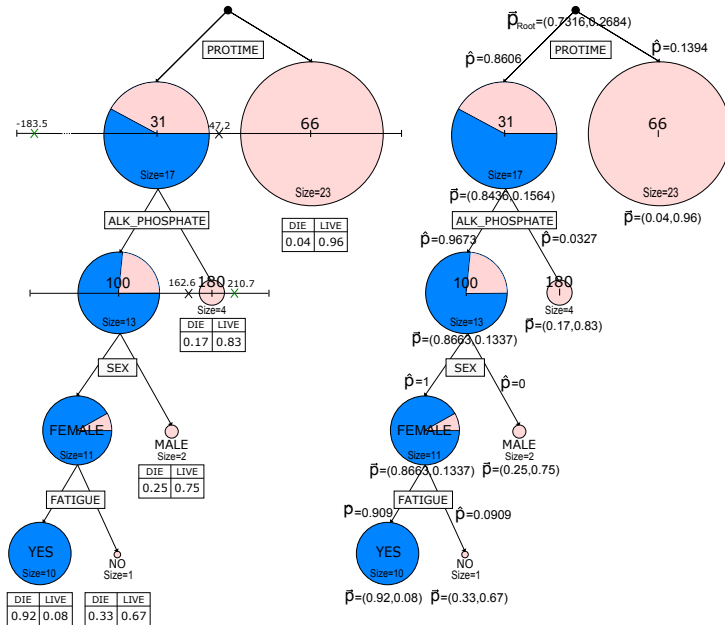 PROTIME
31
66
-183.5
47.2
Size=17
Size=23
DIE LIVE
0.04 0.96
ALK_PHOSPHATE
100
162.6
180
210.7
Size=13
Size=4
DIE LIVE
0.17 0.83
SEX
FEMALE
Size=11
MALE
Size=2
DIE LIVE
0.25 0.75
FATIGUE
YES
Size=10
NO
Size=1
DIE LIVE
0.92 0.08
DIE LIVE
0.33 0.67
p⃗Root=(0.7316,0.2684)
PROTIME
p̂=0.8606
p̂=0.1394
31
66
Size=17
Size=23
p⃗=(0.8436,0.1564)
p⃗=(0.04,0.96)
ALK_PHOSPHATE
p̂=0.9673
p̂=0.0327
100
180
Size=13
Size=4
p⃗=(0.8663,0.1337)
p⃗=(0.17,0.83)
SEX
p̂=1
p̂=0
FEMALE
Size=11
MALE
Size=2
p⃗=(0.8663,0.1337)
p⃗=(0.25,0.75)
FATIGUE
p=0.909
p̂=0.0909
YES
Size=10
NO
Size=1
p⃗=(0.92,0.08)
p⃗=(0.33,0.67)